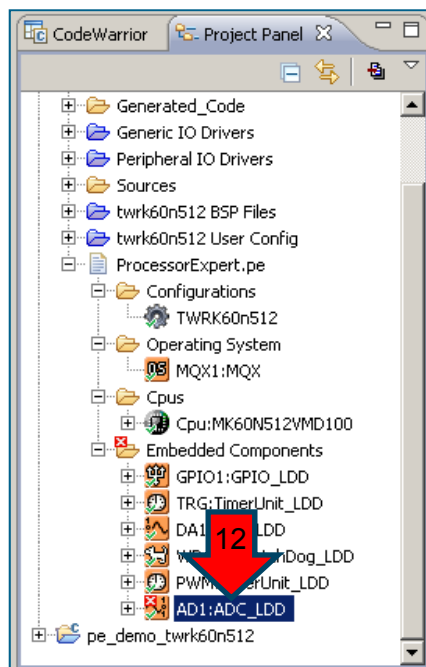 CodeWarrior
Project Panel
Generated_Code
Generic IO Drivers
Peripheral IO Drivers
Sources
twrk60n512 BSP Files
twrk60n512 User Config
ProcessorExpert.pe
Configurations
TWRK60n512
Operating System
OS MQX1:MQX
Cpus
Cpu:MK60N512VMD100
Embedded Components
GPIO1:GPIO_LDD
TRG:TimerUnit_LDD
12
AD1:ADC_LDD
pe_demo_twrk60n512